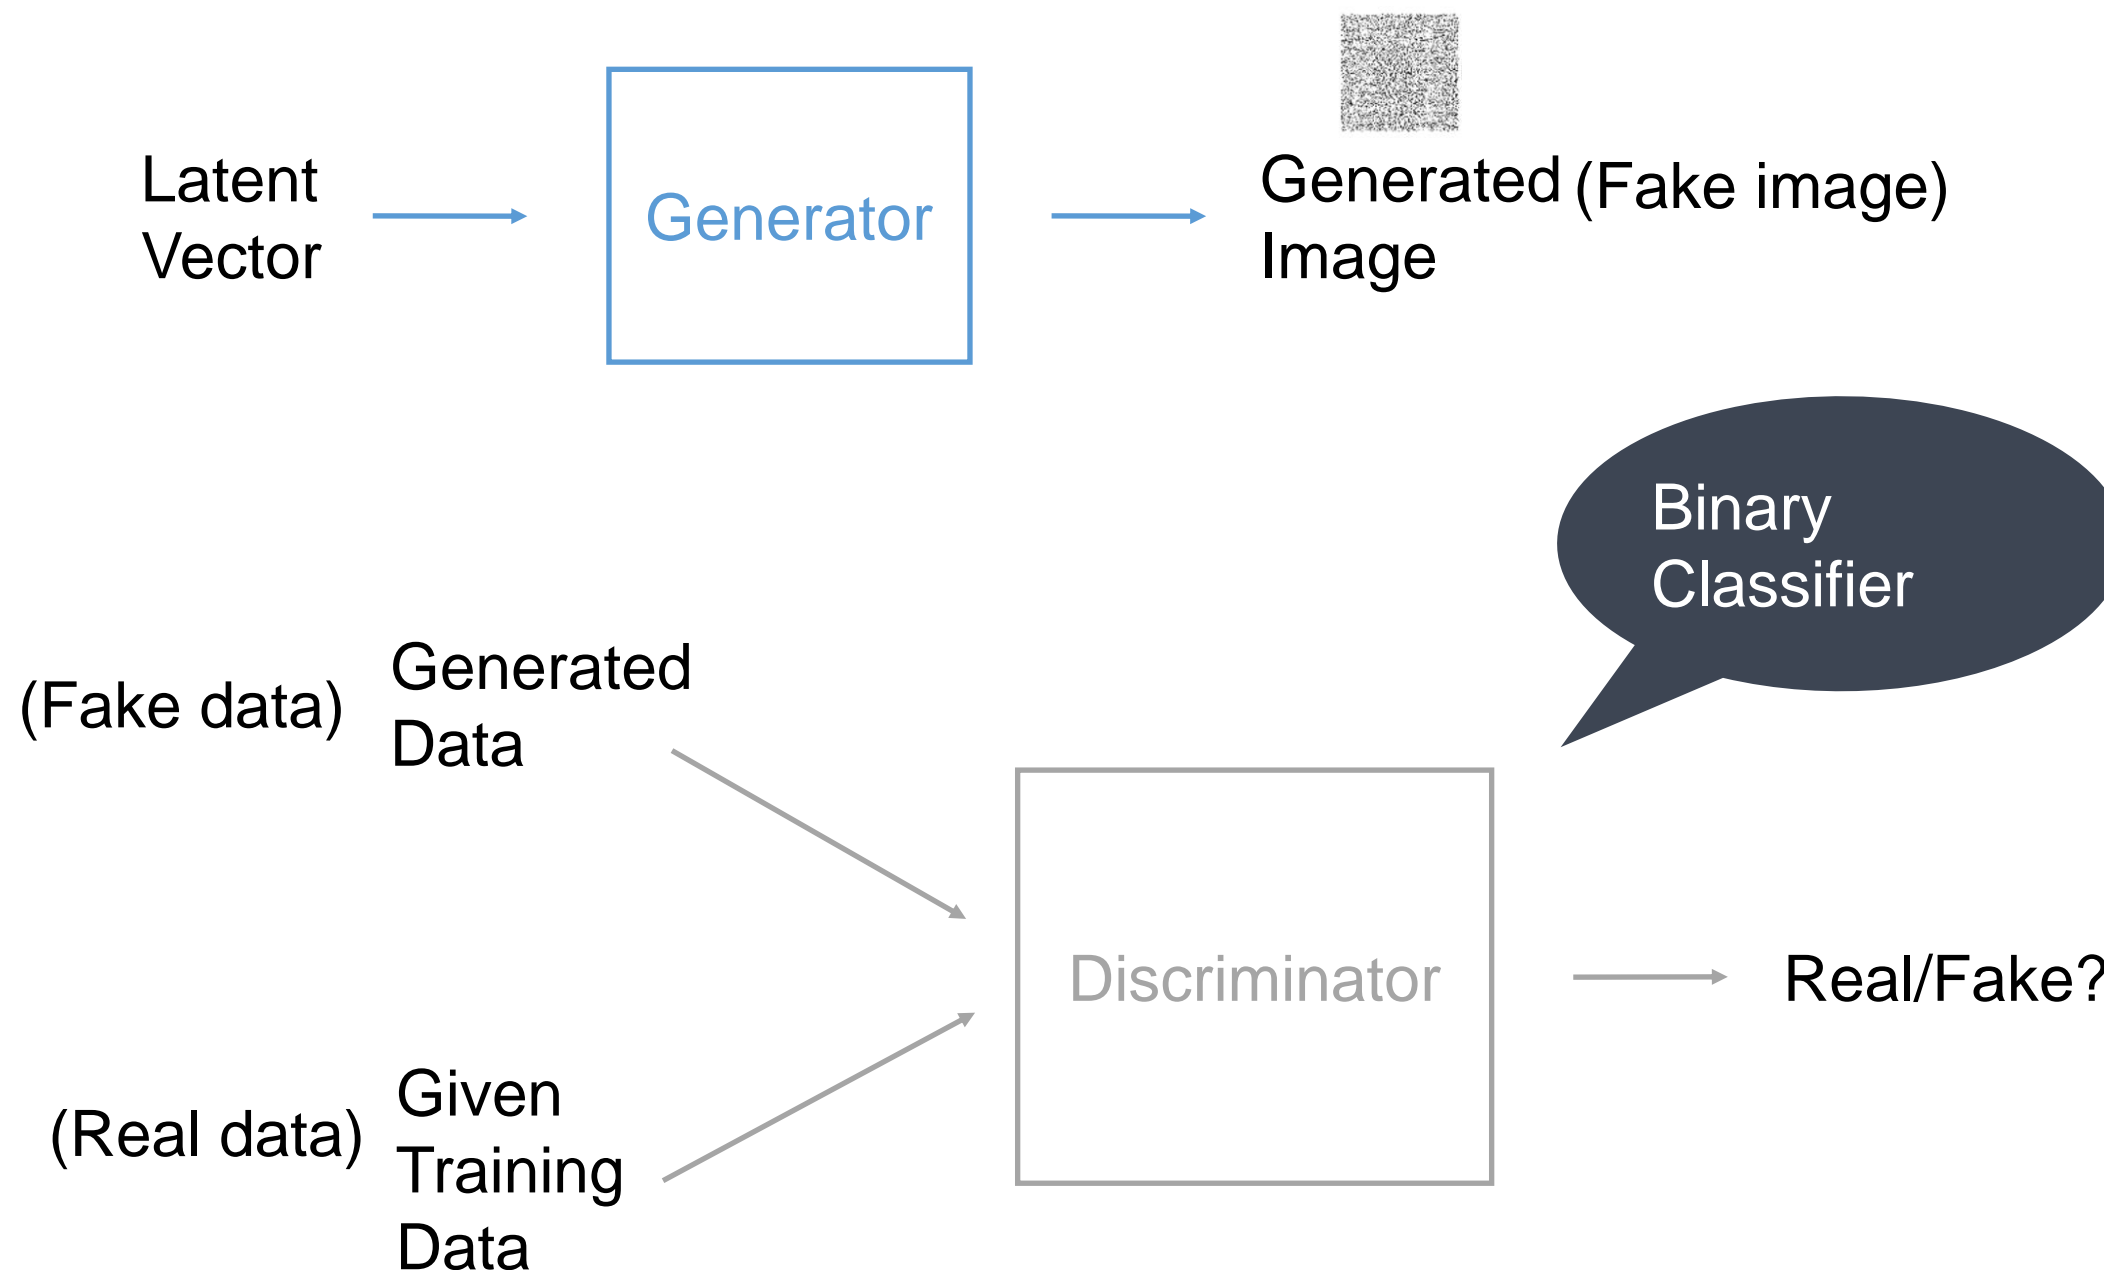 Latent
Vector
Generator
Generated (Fake image)
Image
Binary
Classifier
(Fake data) Generated
Data
Discriminator
Real/Fake?
(Real data) Given
Training
Data